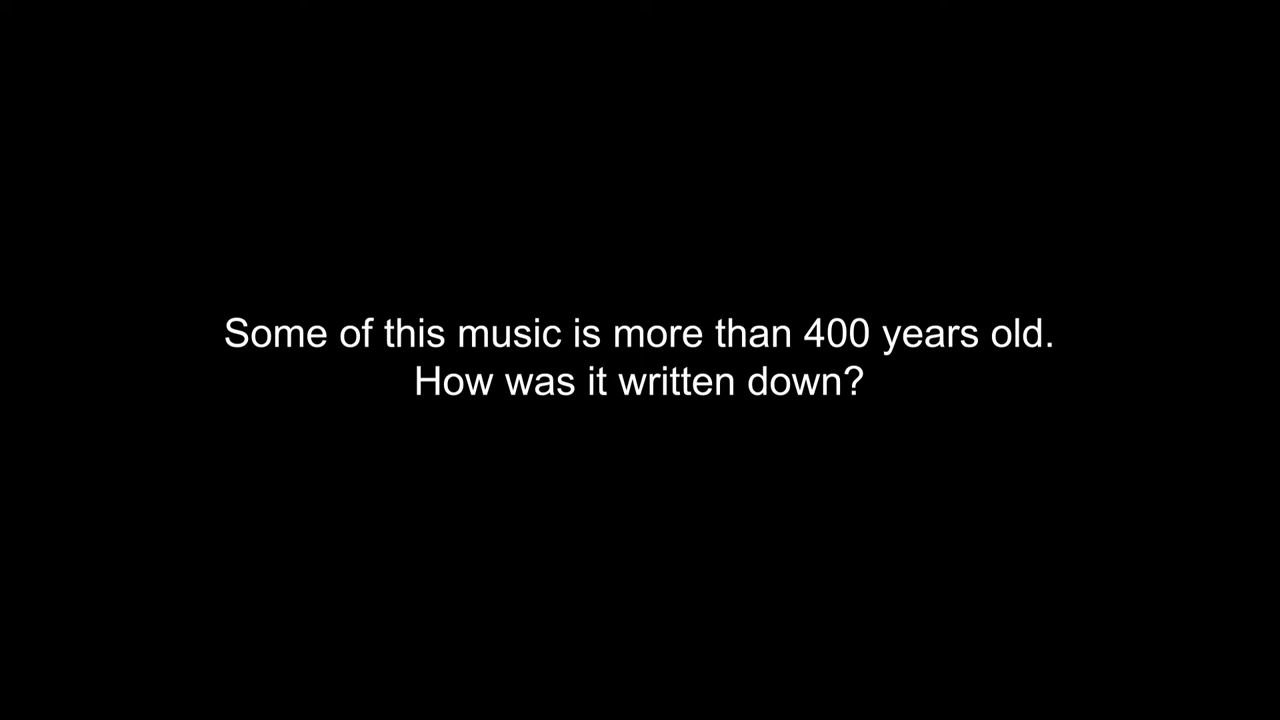 Some of this music is more than 400 years old.
How was it written down?